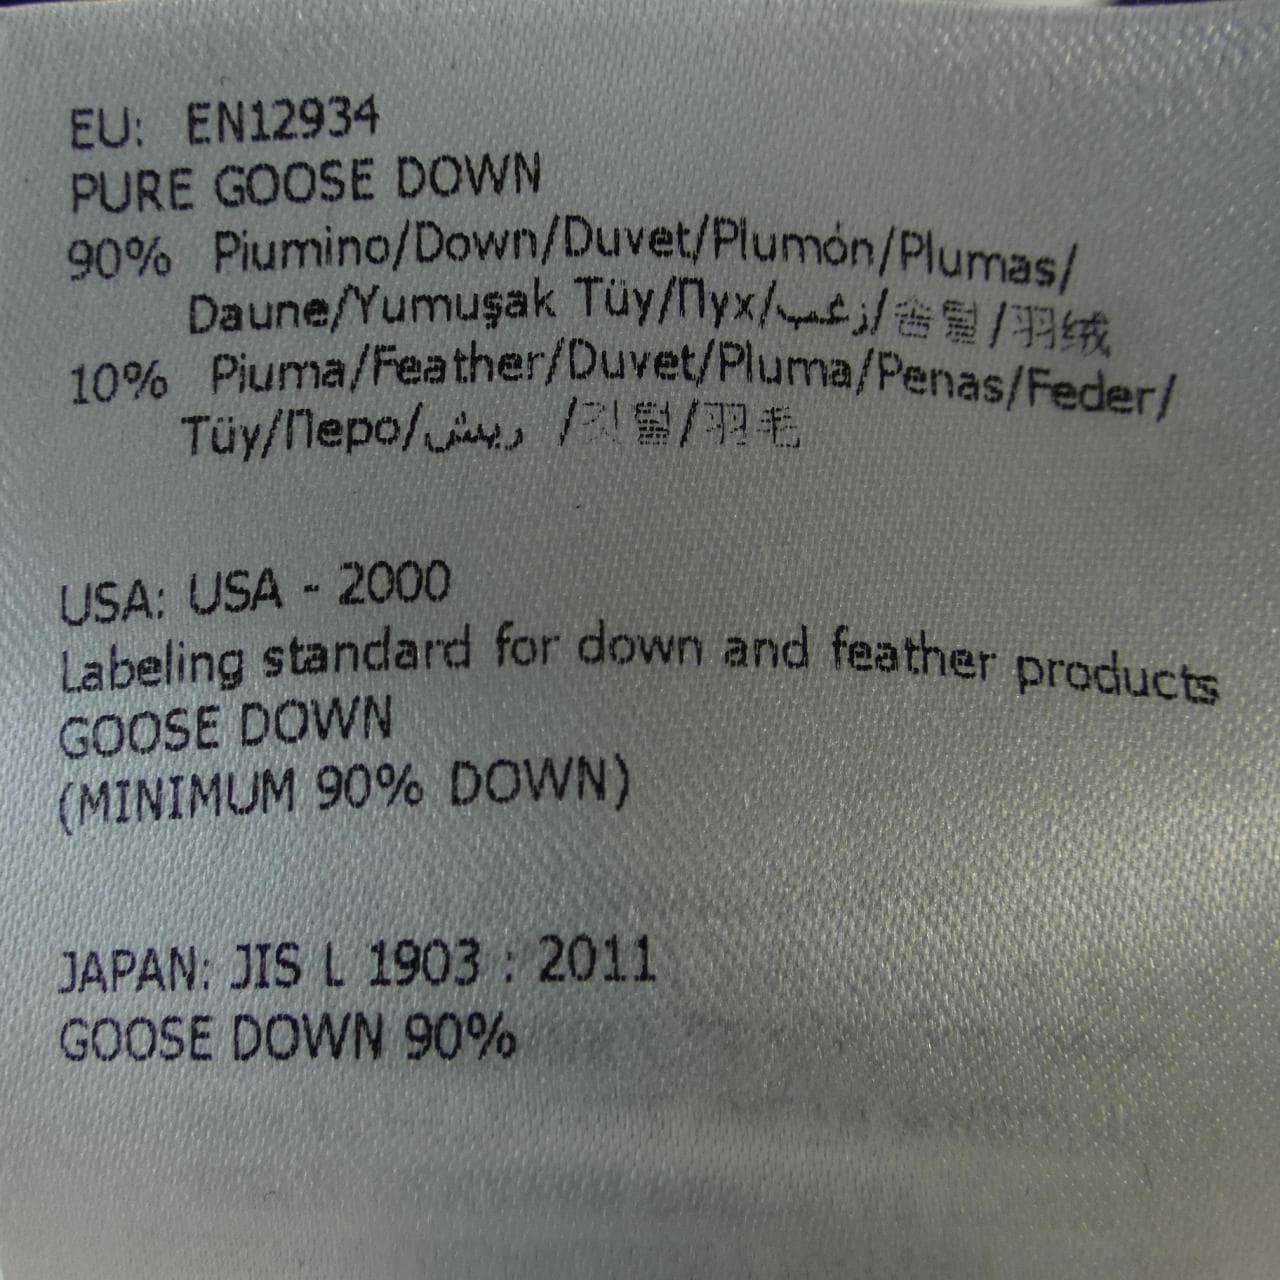 EU: EN12934
PURE GOOSE DOWN
90% Piumino/Down/Duvet/Plumón/Plumas/
Daune/Yumuşak Tüy/Пух/زغب/솜털/羽绒
10% Piuma/Feather/Duvet/Pluma/Penas/Feder/
Tüy/Перо/ريش /깃털/羽毛
USA: USA - 2000
Labeling standard for down and feather products
GOOSE DOWN
(MINIMUM 90% DOWN)
JAPAN: JIS L 1903 : 2011
GOOSE DOWN 90%